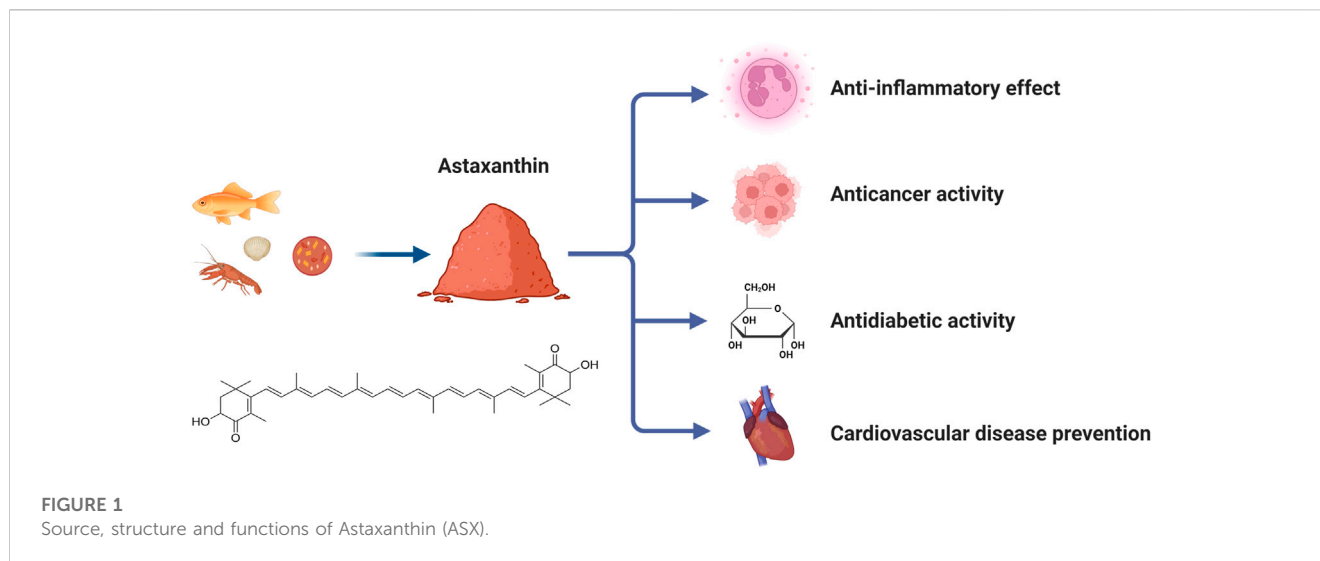 Anti-inflammatory effect
Astaxanthin
Anticancer activity
CH₂OH
O
OH
OH
OH
OH
Antidiabetic activity
O
OH
HO
O
Cardiovascular disease prevention
FIGURE 1
Source, structure and functions of Astaxanthin (ASX).